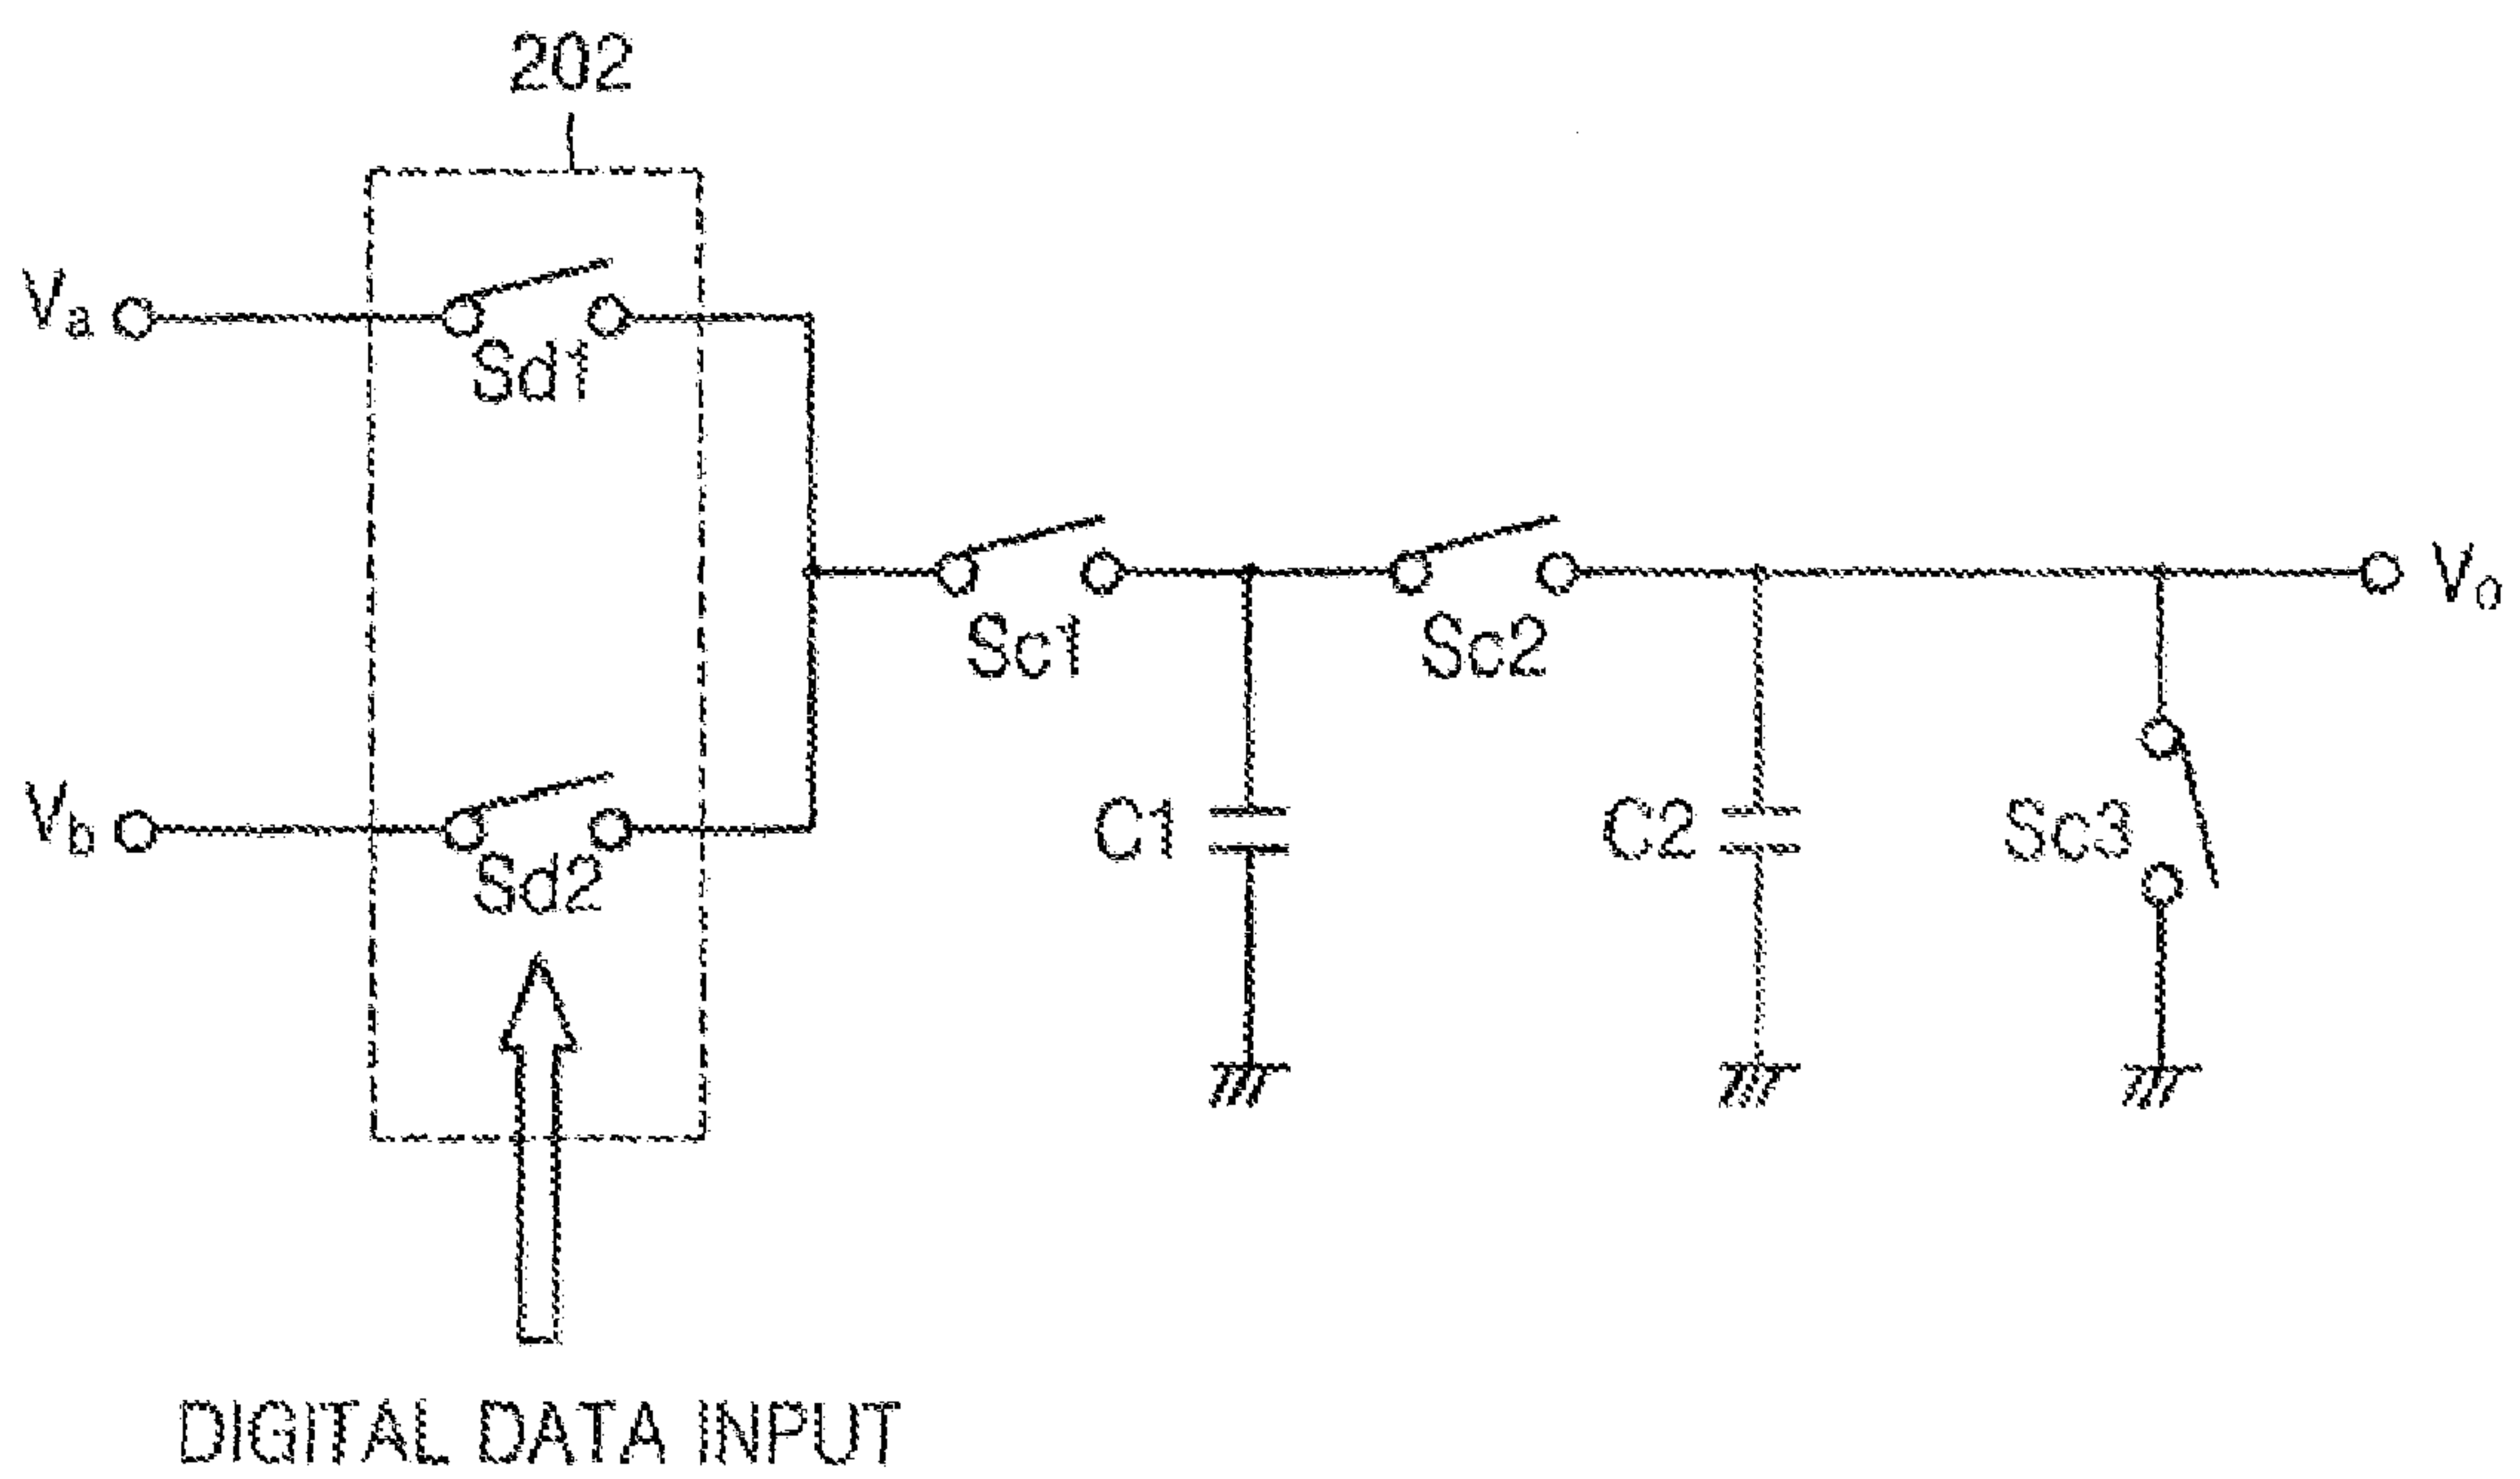 202
Va
Sd1
Sc1
Sc2
Vo
Vb
Sd2
C1
C2
Sc3
DIGITAL DATA INPUT